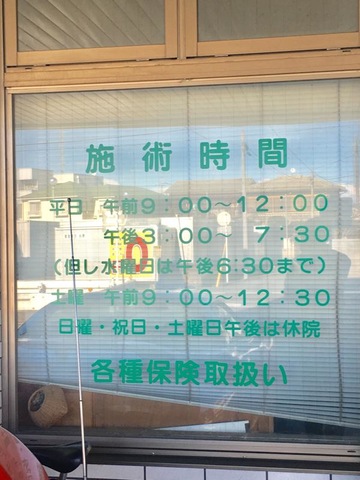 施術時間
平日 午前9:00〜12:00
午後3:00〜 7:30
(但し水曜日は午後6:30まで)
土曜 午前9:00〜12:30
日曜・祝日・土曜日午後は休院
各種保険取扱い